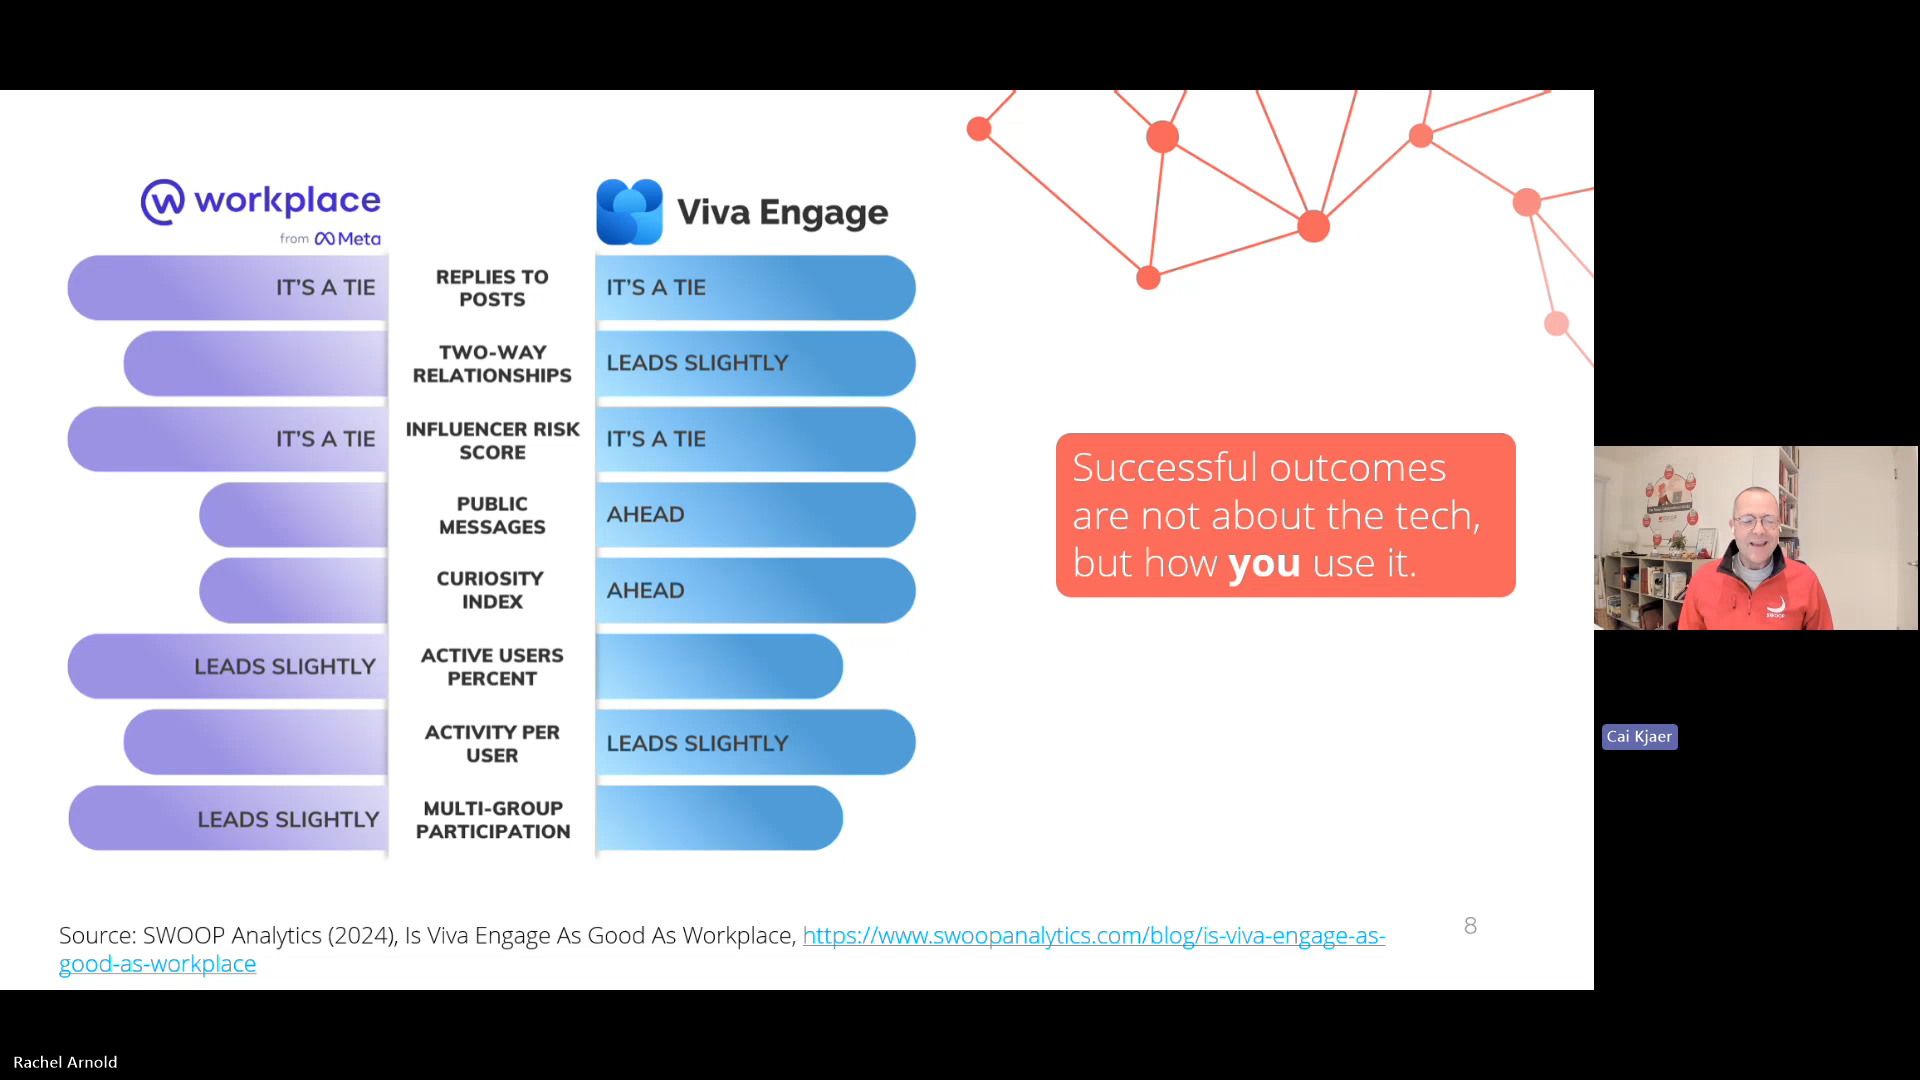 workplace
from Meta
Viva Engage
IT'S A TIE
REPLIES TO
POSTS
IT'S A TIE
TWO-WAY
RELATIONSHIPS
LEADS SLIGHTLY
IT'S A TIE
INFLUENCER RISK
SCORE
IT'S A TIE
PUBLIC
MESSAGES
AHEAD
CURIOSITY
INDEX
AHEAD
LEADS SLIGHTLY
ACTIVE USERS
PERCENT
ACTIVITY PER
USER
LEADS SLIGHTLY
LEADS SLIGHTLY
MULTI-GROUP
PARTICIPATION
Successful outcomes
are not about the tech,
but how you use it.
Source: SWOOP Analytics (2024), Is Viva Engage As Good As Workplace, https://www.swoopanalytics.com/blog/is-viva-engage-as-
good-as-workplace
8
SWOOP
Cai Kjaer
Rachel Arnold